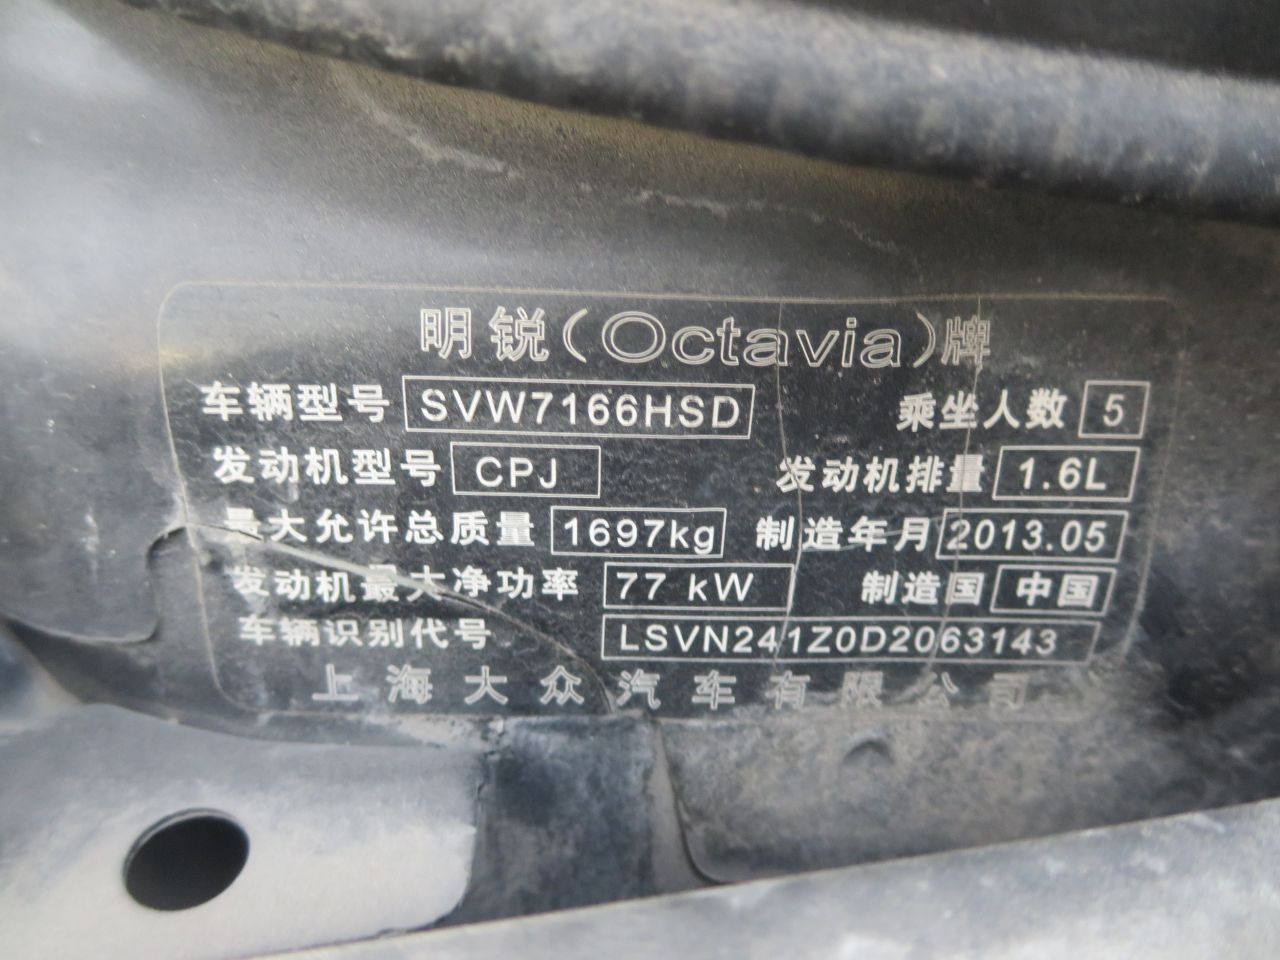 明锐(Octavia)牌
车辆型号 SVW7166HSD 乘坐人数 5
发动机型号 CPJ 发动机排量 1.6L
最大允许总质量 1697kg 制造年月 2013.05
发动机最大净功率 77 kW 制造国 中国
车辆识别代号 LSVN241Z0D2063143
上海大众汽车有限公司